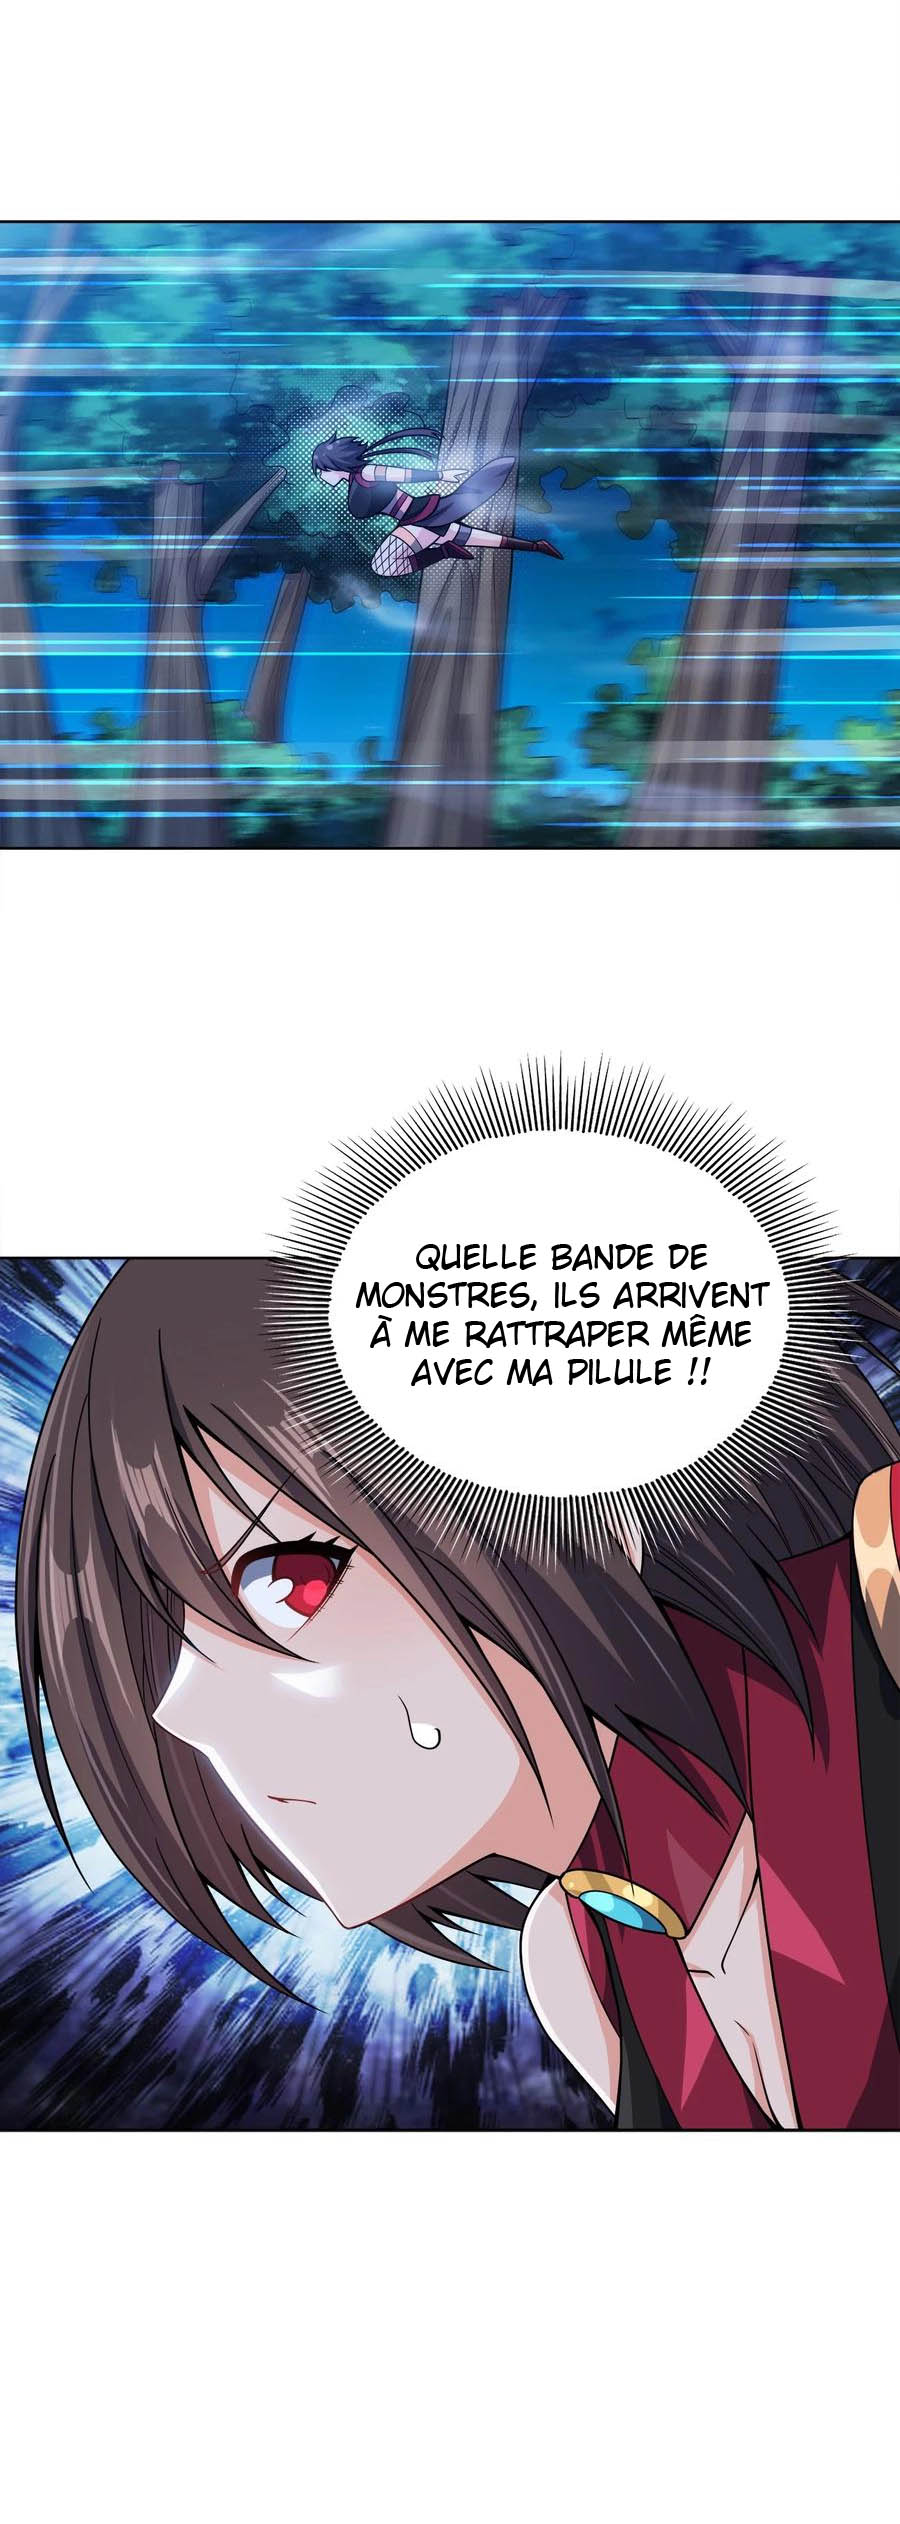 QUELLE BANDE DE
MONSTRES, ILS ARRIVENT
À ME RATTRAPER MÊME
AVEC MA PILULE !!